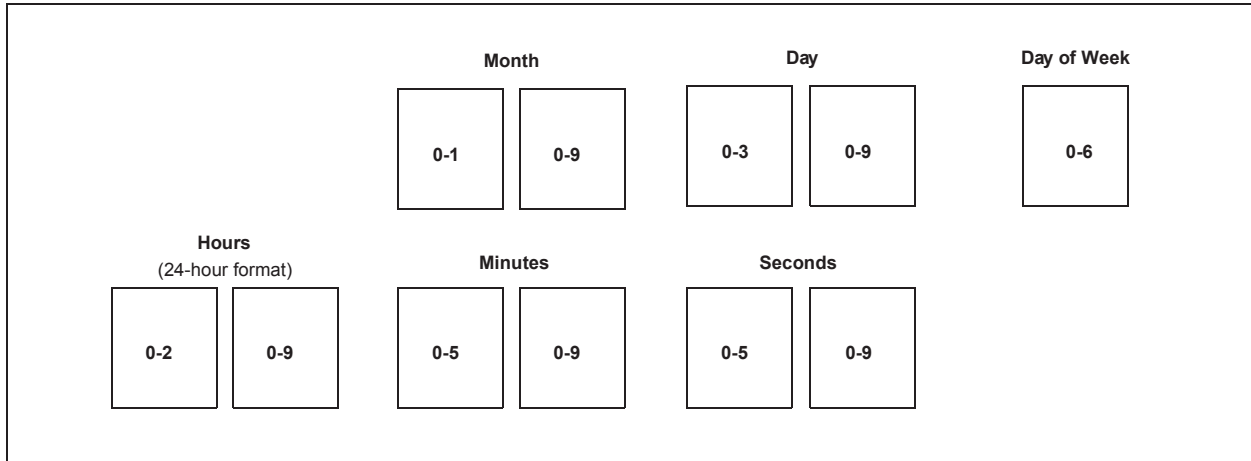 Month Day Day of Week
0-1 0-9 0-3 0-9 0-6
Hours
(24-hour format)
Minutes Seconds
0-2 0-9 0-5 0-9 0-5 0-9